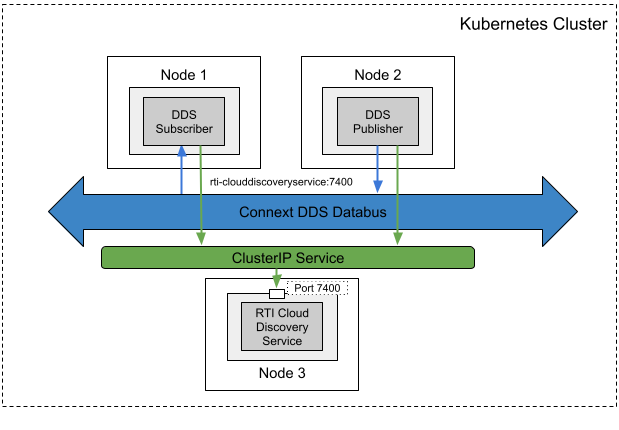 Kubernetes Cluster
Node 1
Node 2
DDS
Subscriber
DDS
Publisher
rti-clouddiscoveryservice:7400
Connext DDS Databus
ClusterIP Service
Port 7400
RTI Cloud
Discovery
Service
Node 3